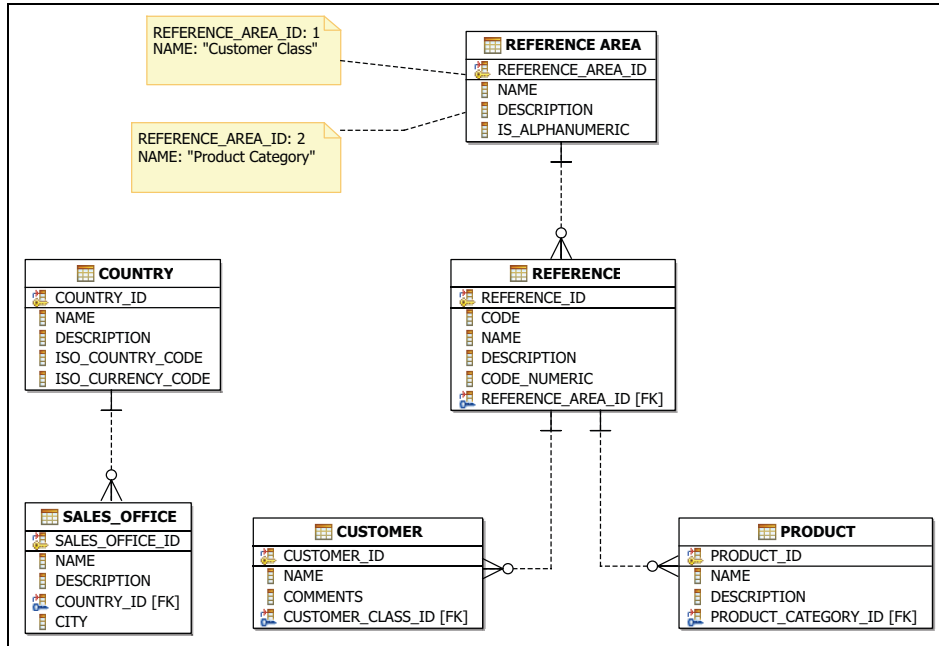 REFERENCE_AREA_ID: 1
NAME: "Customer Class"
REFERENCE_AREA_ID: 2
NAME: "Product Category"
REFERENCE AREA
REFERENCE_AREA_ID
NAME
DESCRIPTION
IS_ALPHANUMERIC
COUNTRY
COUNTRY_ID
NAME
DESCRIPTION
ISO_COUNTRY_CODE
ISO_CURRENCY_CODE
REFERENCE
REFERENCE_ID
CODE
NAME
DESCRIPTION
CODE_NUMERIC
REFERENCE_AREA_ID [FK]
SALES_OFFICE
SALES_OFFICE_ID
NAME
DESCRIPTION
COUNTRY_ID [FK]
CITY
CUSTOMER
CUSTOMER_ID
NAME
COMMENTS
CUSTOMER_CLASS_ID [FK]
PRODUCT
PRODUCT_ID
NAME
DESCRIPTION
PRODUCT_CATEGORY_ID [FK]